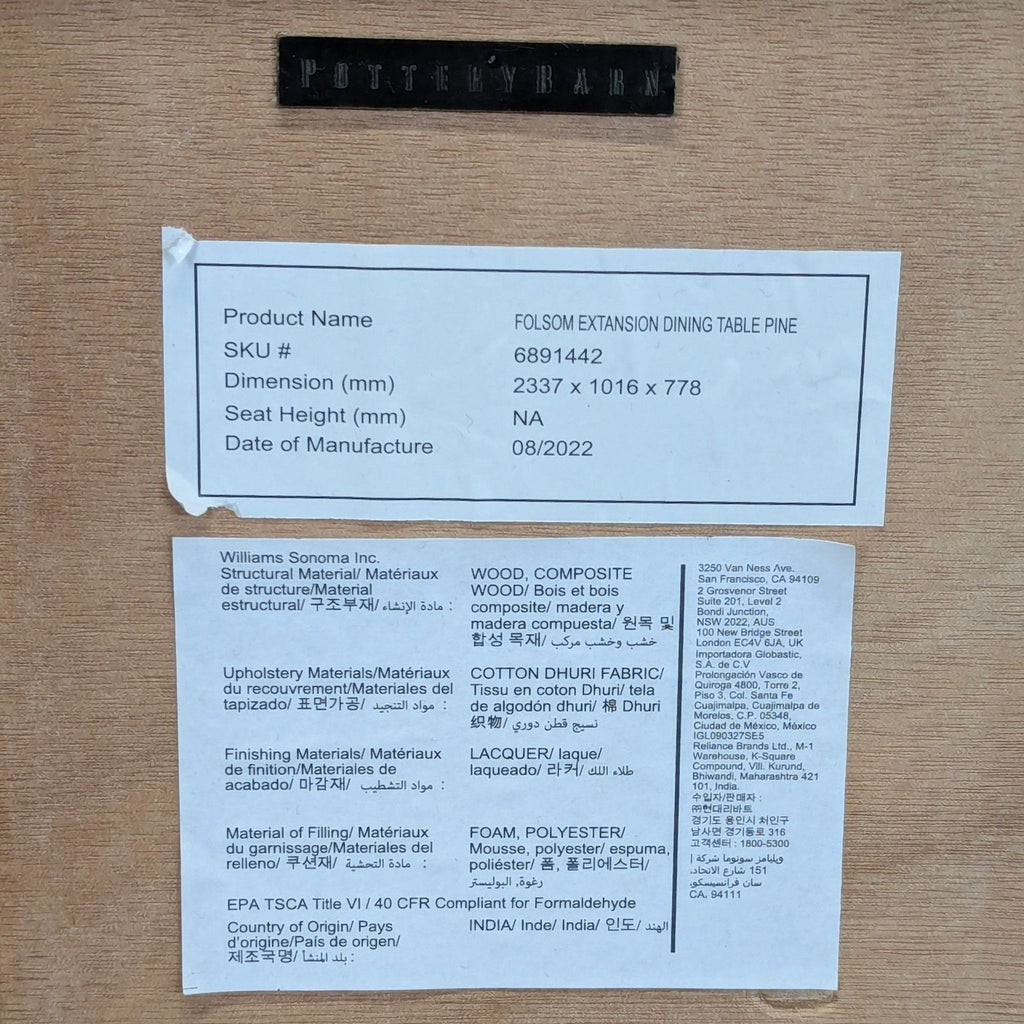 POTTERYBARN
Product Name FOLSOM EXTANSION DINING TABLE PINE
SKU # 6891442
Dimension (mm) 2337 x 1016 x 778
Seat Height (mm) NA
Date of Manufacture 08/2022
Williams Sonoma Inc.
Structural Material/ Matériaux
de structure/Material
estructural/ 구조부재/ مادة الإنشاء :
WOOD, COMPOSITE
WOOD/ Bois et bois
composite/ madera y
madera compuesta/ 원목 및
합성 목재/ خشب وخشب مركب
Upholstery Materials/Matériaux
du recouvrement/Materiales del
tapizado/ 표면가공/ مواد التنجيد :
COTTON DHURI FABRIC/
Tissu en coton Dhuri/ tela
de algodón dhuri/ 棉 Dhuri
织物/ نسيج قطن دوري
Finishing Materials/ Matériaux
de finition/Materiales de
acabado/ 마감재/ مواد التشطيب :
LACQUER/ laque/
laqueado/ 라커/ طلاء اللك
Material of Filling/ Matériaux
du garnissage/Materiales del
relleno/ 쿠션재/ مادة التحشية :
FOAM, POLYESTER/
Mousse, polyester/ espuma,
poliéster/ 폼, 폴리에스터/
رغوة, البوليستر
EPA TSCA Title VI / 40 CFR Compliant for Formaldehyde
Country of Origin/ Pays
d'origine/País de origen/
제조국명/ بلد المنشأ :
INDIA/ Inde/ India/ 인도/ الهند
3250 Van Ness Ave.
San Francisco, CA 94109
2 Grosvenor Street
Suite 201, Level 2
Bondi Junction,
NSW 2022, AUS
100 New Bridge Street
London EC4V 6JA, UK
Importadora Globastic,
S.A. de C.V
Prolongación Vasco de
Quiroga 4800, Torre 2,
Piso 3, Col. Santa Fe
Cuajimalpa, Cuajimalpa de
Morelos, C.P. 05348,
Ciudad de México, México
IGL090327SE5
Reliance Brands Ltd., M-1
Warehouse, K-Square
Compound, Vill. Kurund,
Bhiwandi, Maharashtra 421
101, India.
수입자/판매자 :
㈜현대리바트
경기도 용인시 처인구
남사면 경기동로 316
고객센터 : 1800-5300
ويليامز سونوما شركة |
151 شارع الاتحاد،
سان فرانسيسكو،
CA, 94111